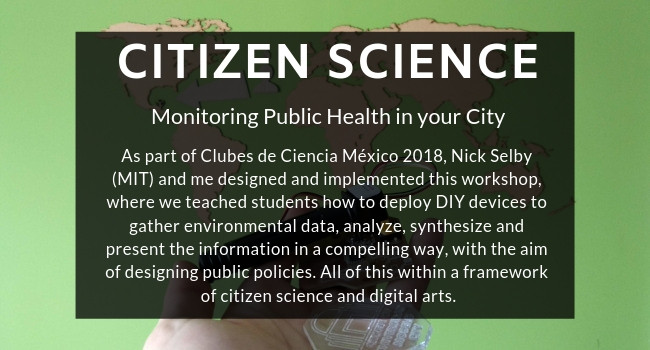 CITIZEN SCIENCE
Monitoring Public Health in your City
As part of Clubes de Ciencia México 2018, Nick Selby
(MIT) and me designed and implemented this workshop,
where we teached students how to deploy DIY devices to
gather environmental data, analyze, synthesize and
present the information in a compelling way, with the aim
of designing public policies. All of this within a framework
of citizen science and digital arts.